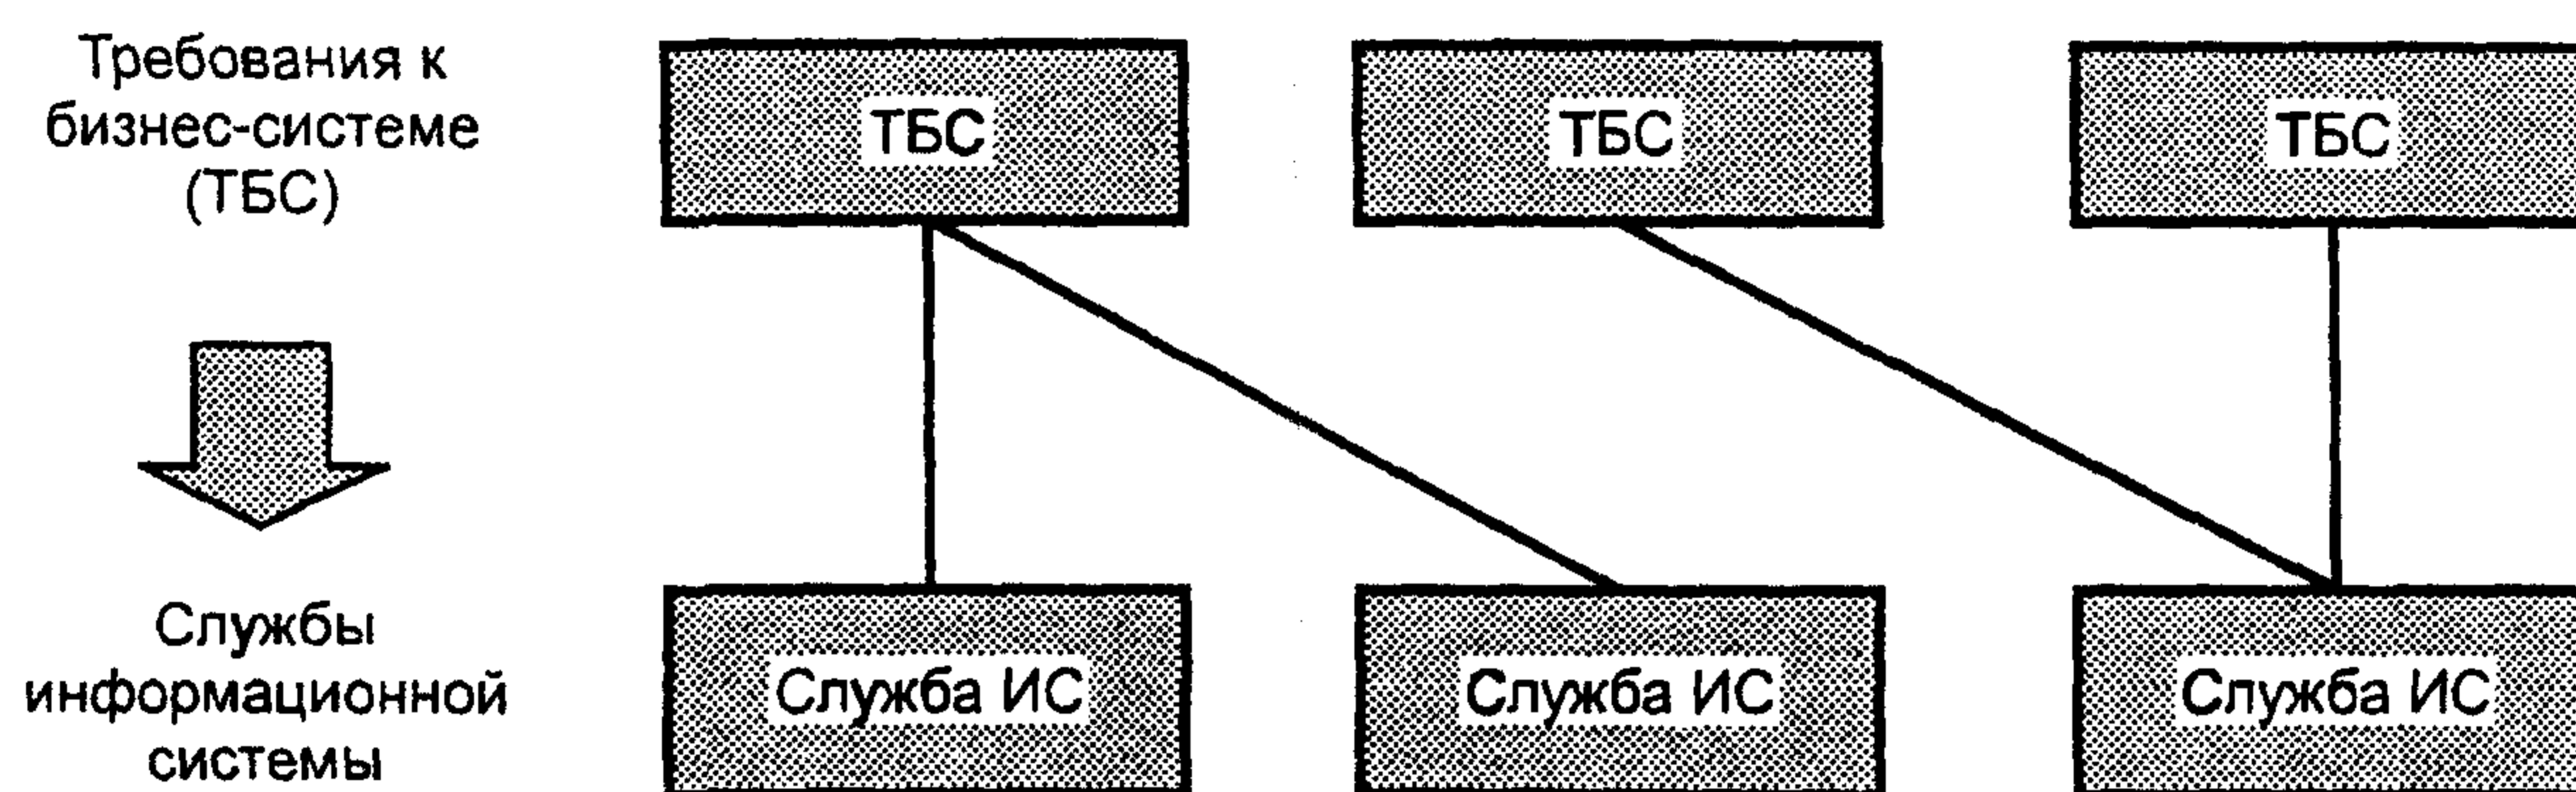 Требования к
бизнес-системе
(ТБС)
ТБС
ТБС
ТБС
Службы
информационной
системы
Служба ИС
Служба ИС
Служба ИС